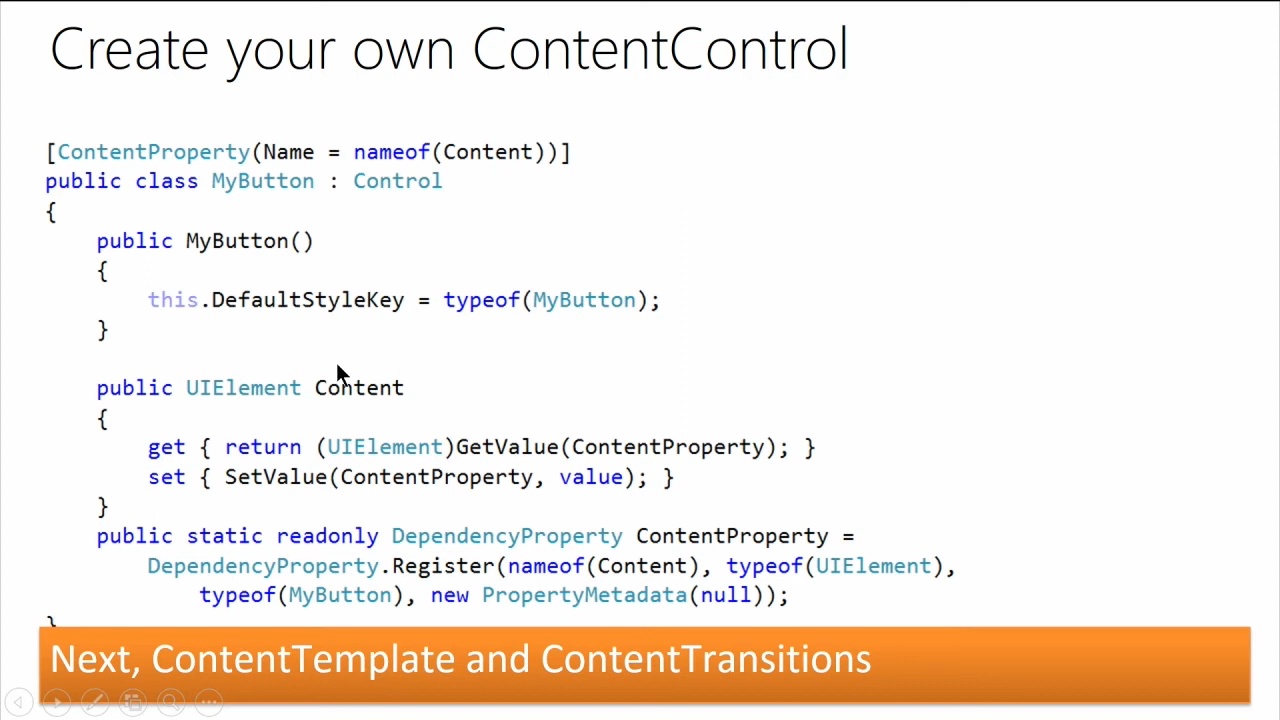 Create your own ContentControl
[ContentProperty(Name = nameof(Content))]
public class MyButton : Control
{
    public MyButton()
    {
        this.DefaultStyleKey = typeof(MyButton);
    }
    public UIElement Content
    {
        get { return (UIElement)GetValue(ContentProperty); }
        set { SetValue(ContentProperty, value); }
    }
    public static readonly DependencyProperty ContentProperty =
        DependencyProperty.Register(nameof(Content), typeof(UIElement),
            typeof(MyButton), new PropertyMetadata(null));
}
Next, ContentTemplate and ContentTransitions